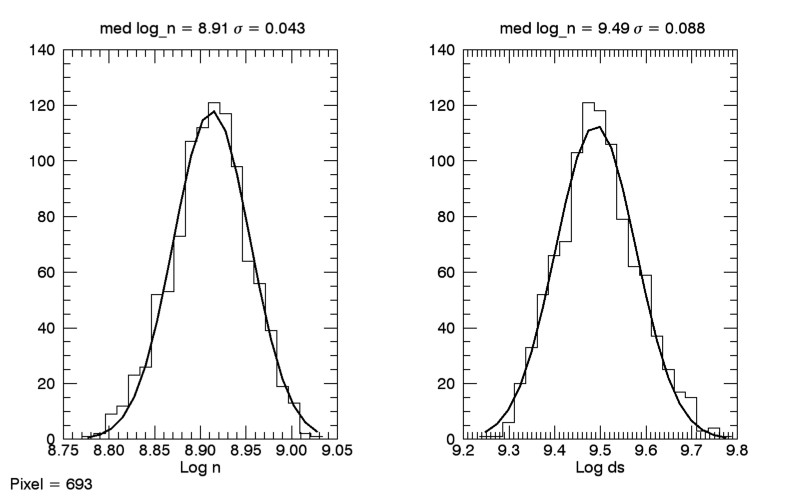 med log_n = 8.91 σ = 0.043
med log_n = 9.49 σ = 0.088
140
120
100
80
60
40
20
0
8.75 8.80 8.85 8.90 8.95 9.00 9.05
Log n
140
120
100
80
60
40
20
0
9.2 9.3 9.4 9.5 9.6 9.7 9.8
Log ds
Pixel = 693